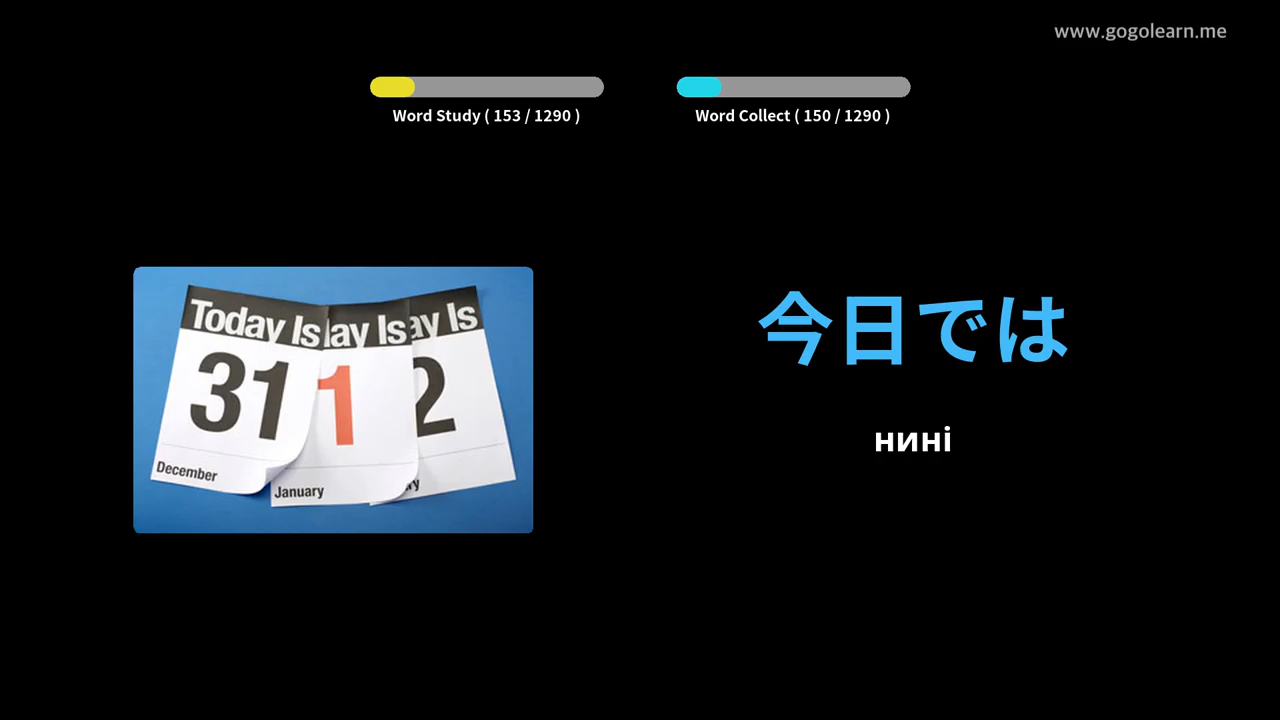 www.gogolearn.me
Word Study ( 153 / 1290 )
Word Collect ( 150 / 1290 )
Today Is
31
December
ay Is
1
January
ay Is
2
ry
今日では
нині